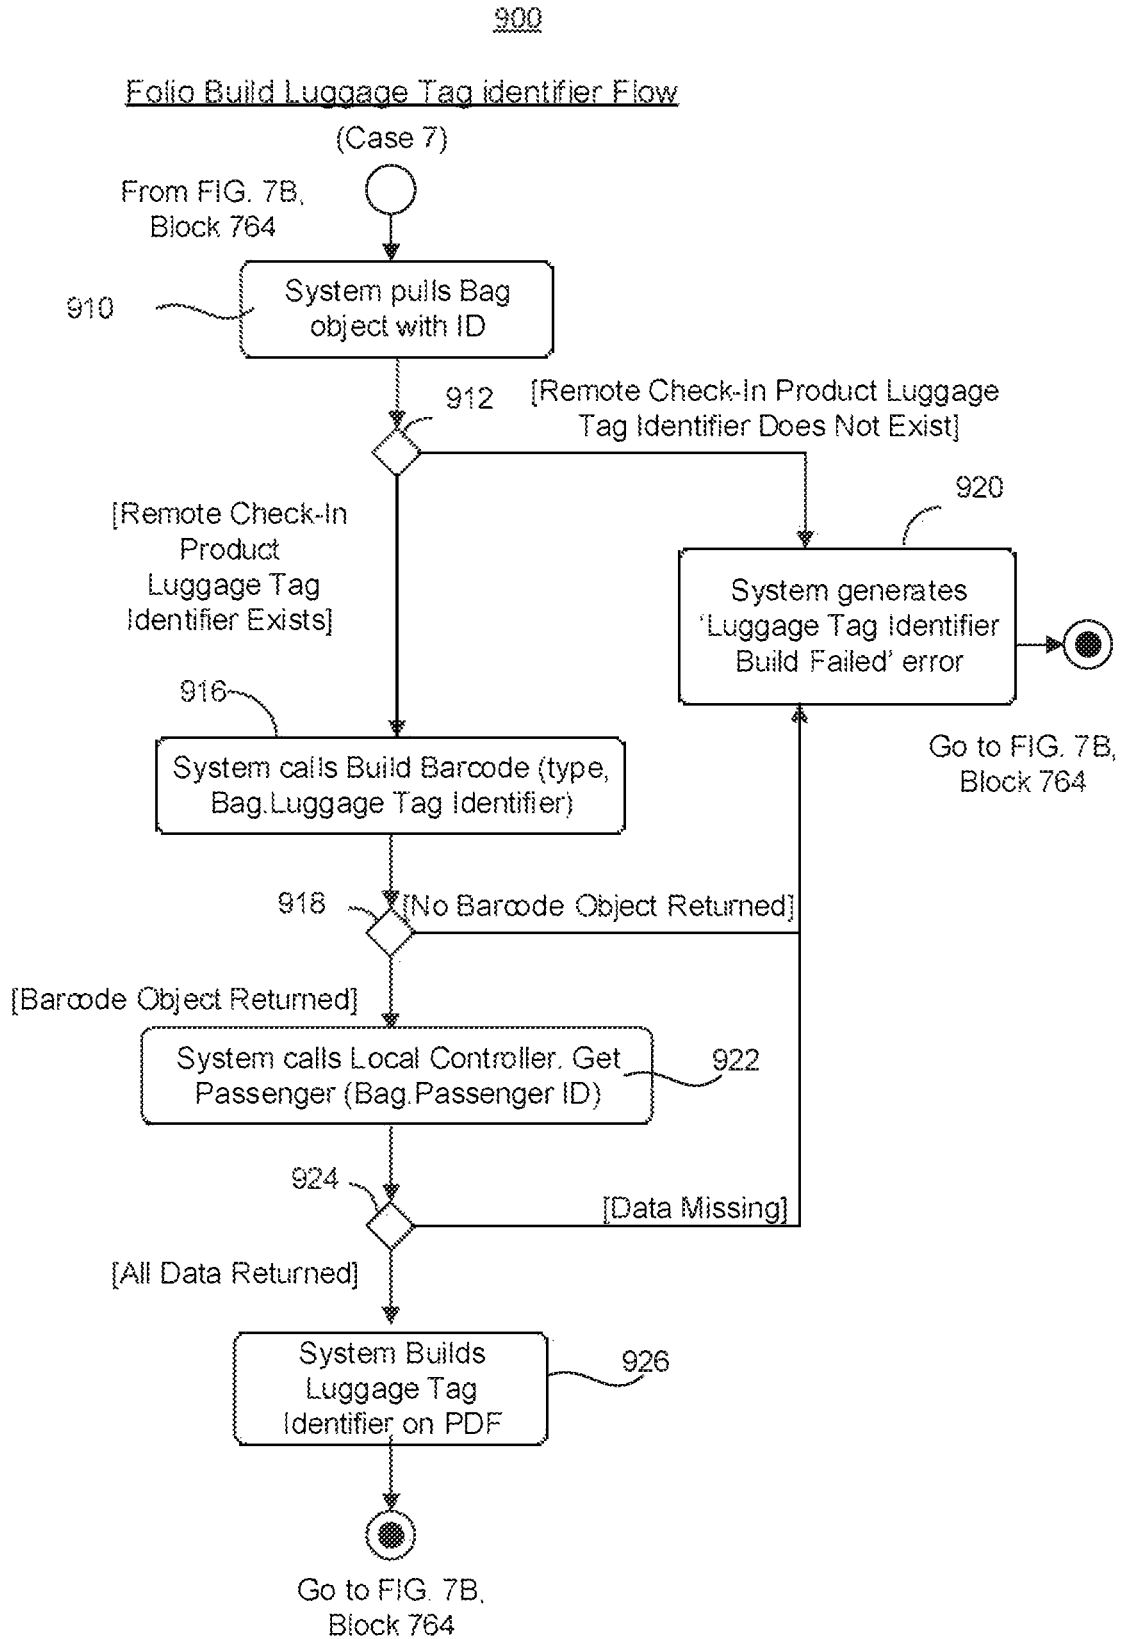 900
Folio Build Luggage Tag identifier Flow
(Case 7)
From FIG. 7B,
Block 764
910
System pulls Bag
object with ID
912
[Remote Check-In Product Luggage
Tag Identifier Does Not Exist]
[Remote Check-In
Product
Luggage Tag
Identifier Exists]
920
System generates
'Luggage Tag Identifier
Build Failed' error
Go to FIG. 7B,
Block 764
916
System calls Build Barcode (type,
Bag.Luggage Tag Identifier)
918
[No Barcode Object Returned]
[Barcode Object Returned]
System calls Local Controller. Get
Passenger (Bag.Passenger ID)
922
924
[Data Missing]
[All Data Returned]
System Builds
Luggage Tag
Identifier on PDF
926
Go to FIG. 7B,
Block 764